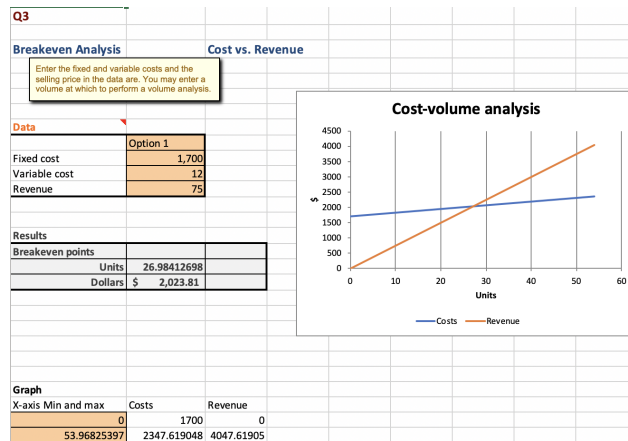 Q3
Breakeven Analysis Cost vs. Revenue
Enter the fixed and variable costs and the
selling price in the data are. You may enter a
volume at which to perform a volume analysis.
Data
Option 1
Fixed cost 1,700
Variable cost 12
Revenue 75
Results
Breakeven points
Units 26.98412698
Dollars $ 2,023.81
Cost-volume analysis
4500
4000
3500
3000
2500
2000
1500
1000
500
0
$
0 10 20 30 40 50 60
Units
Costs Revenue
Graph
X-axis Min and max Costs Revenue
0 1700 0
53.96825397 2347.619048 4047.61905